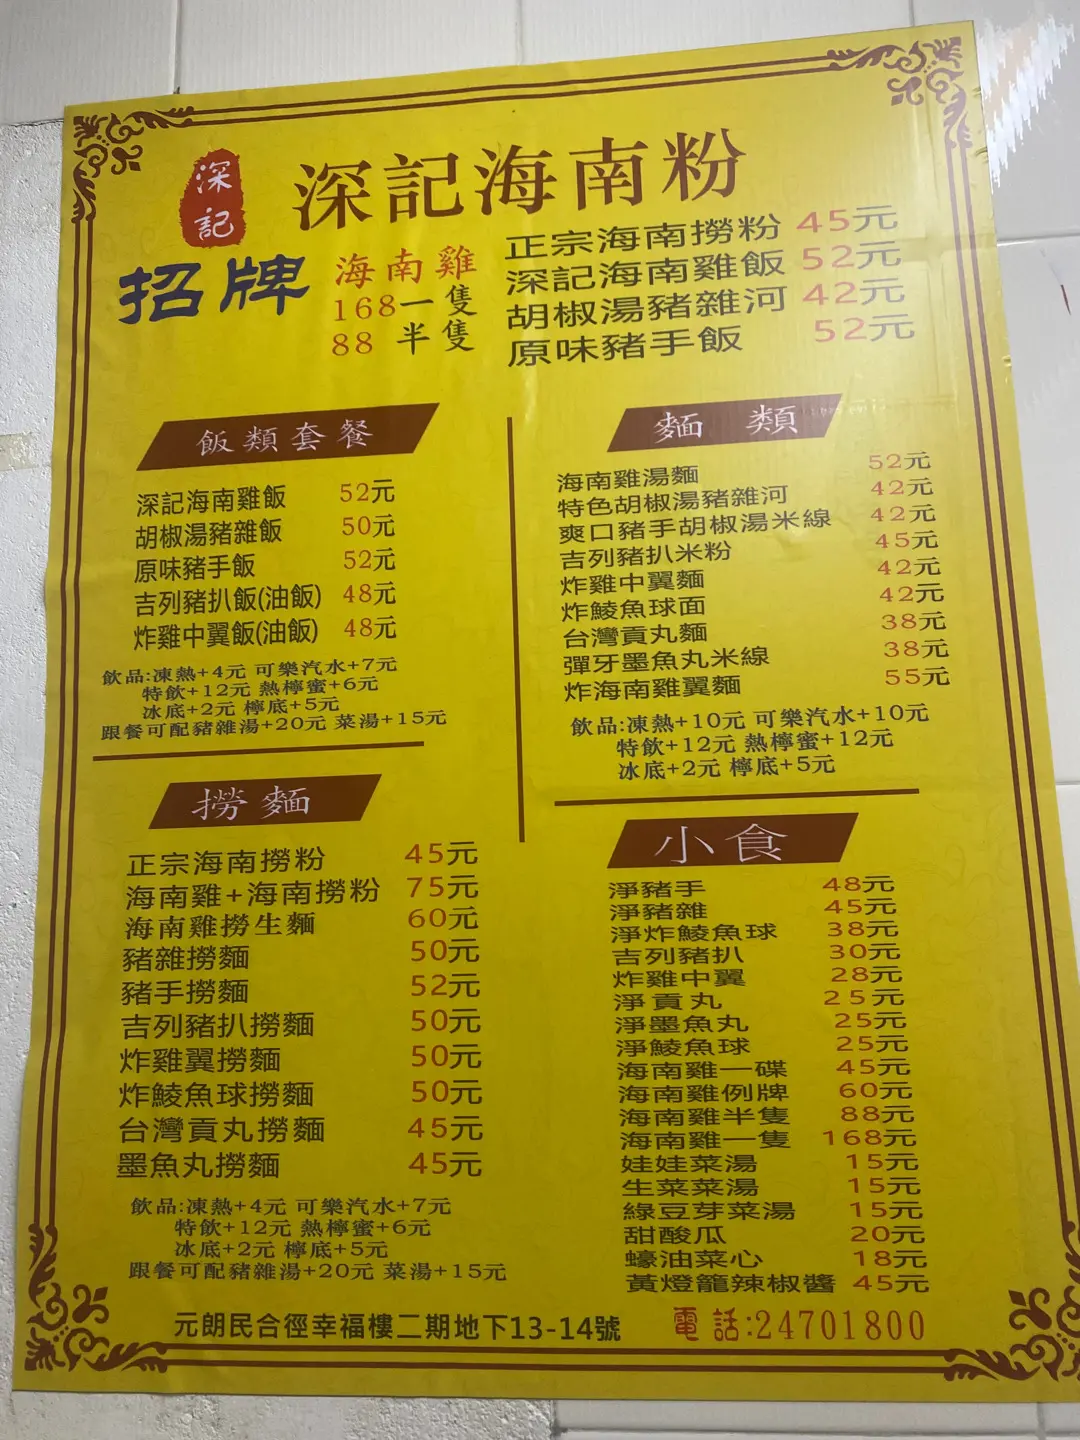 深記
深記海南粉
招牌
海南雞
168一隻
88 半隻
正宗海南撈粉 45元
深記海南雞飯 52元
胡椒湯豬雜河 42元
原味豬手飯 52元
飯類套餐
深記海南雞飯 52元
胡椒湯豬雜飯 50元
原味豬手飯 52元
吉列豬扒飯(油飯) 48元
炸雞中翼飯(油飯) 48元
飲品:凍熱+4元 可樂汽水+7元
特飲+12元 熱檸蜜+6元
冰底+2元 檸底+5元
跟餐可配豬雜湯+20元 菜湯+15元
麵 類
海南雞湯麵 52元
特色胡椒湯豬雜河 42元
爽口豬手胡椒湯米線 42元
吉列豬扒米粉 45元
炸雞中翼麵 42元
炸鯪魚球面 42元
台灣貢丸麵 38元
彈牙墨魚丸米線 38元
炸海南雞翼麵 55元
飲品:凍熱+10元 可樂汽水+10元
特飲+12元 熱檸蜜+12元
冰底+2元 檸底+5元
撈麵
正宗海南撈粉 45元
海南雞+海南撈粉 75元
海南雞撈生麵 60元
豬雜撈麵 50元
豬手撈麵 52元
吉列豬扒撈麵 50元
炸雞翼撈麵 50元
炸鯪魚球撈麵 50元
台灣貢丸撈麵 45元
墨魚丸撈麵 45元
飲品:凍熱+4元 可樂汽水+7元
特飲+12元 熱檸蜜+6元
冰底+2元 檸底+5元
跟餐可配豬雜湯+20元 菜湯+15元
小食
淨豬手 48元
淨豬雜 45元
淨炸鯪魚球 38元
吉列豬扒 30元
炸雞中翼 28元
淨貢丸 25元
淨墨魚丸 25元
淨鯪魚球 25元
海南雞一碟 45元
海南雞例牌 60元
海南雞半隻 88元
海南雞一隻 168元
娃娃菜湯 15元
生菜菜湯 15元
綠豆芽菜湯 15元
甜酸瓜 20元
蠔油菜心 18元
黃燈籠辣椒醬 45元
元朗民合徑幸福樓二期地下13-14號
電話:24701800